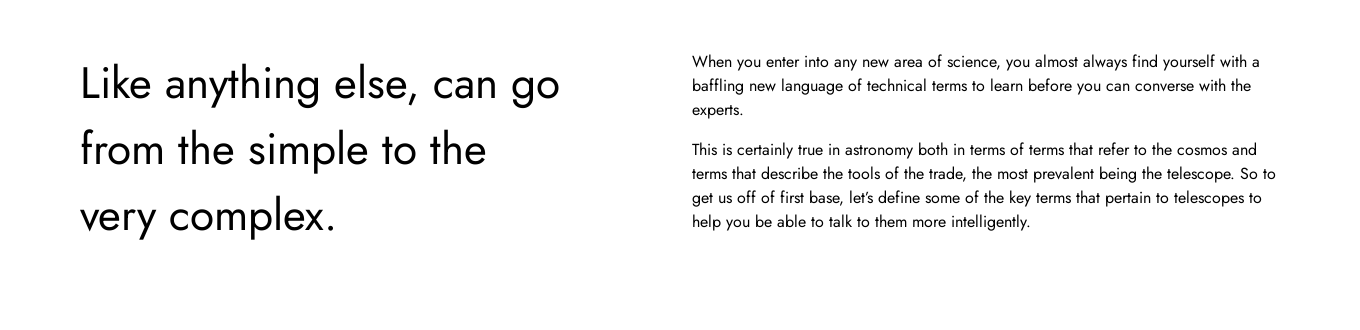 Like anything else, can go
from the simple to the
very complex.
When you enter into any new area of science, you almost always find yourself with a
baffling new language of technical terms to learn before you can converse with the
experts.
This is certainly true in astronomy both in terms of terms that refer to the cosmos and
terms that describe the tools of the trade, the most prevalent being the telescope. So to
get us off of first base, let’s define some of the key terms that pertain to telescopes to
help you be able to talk to them more intelligently.